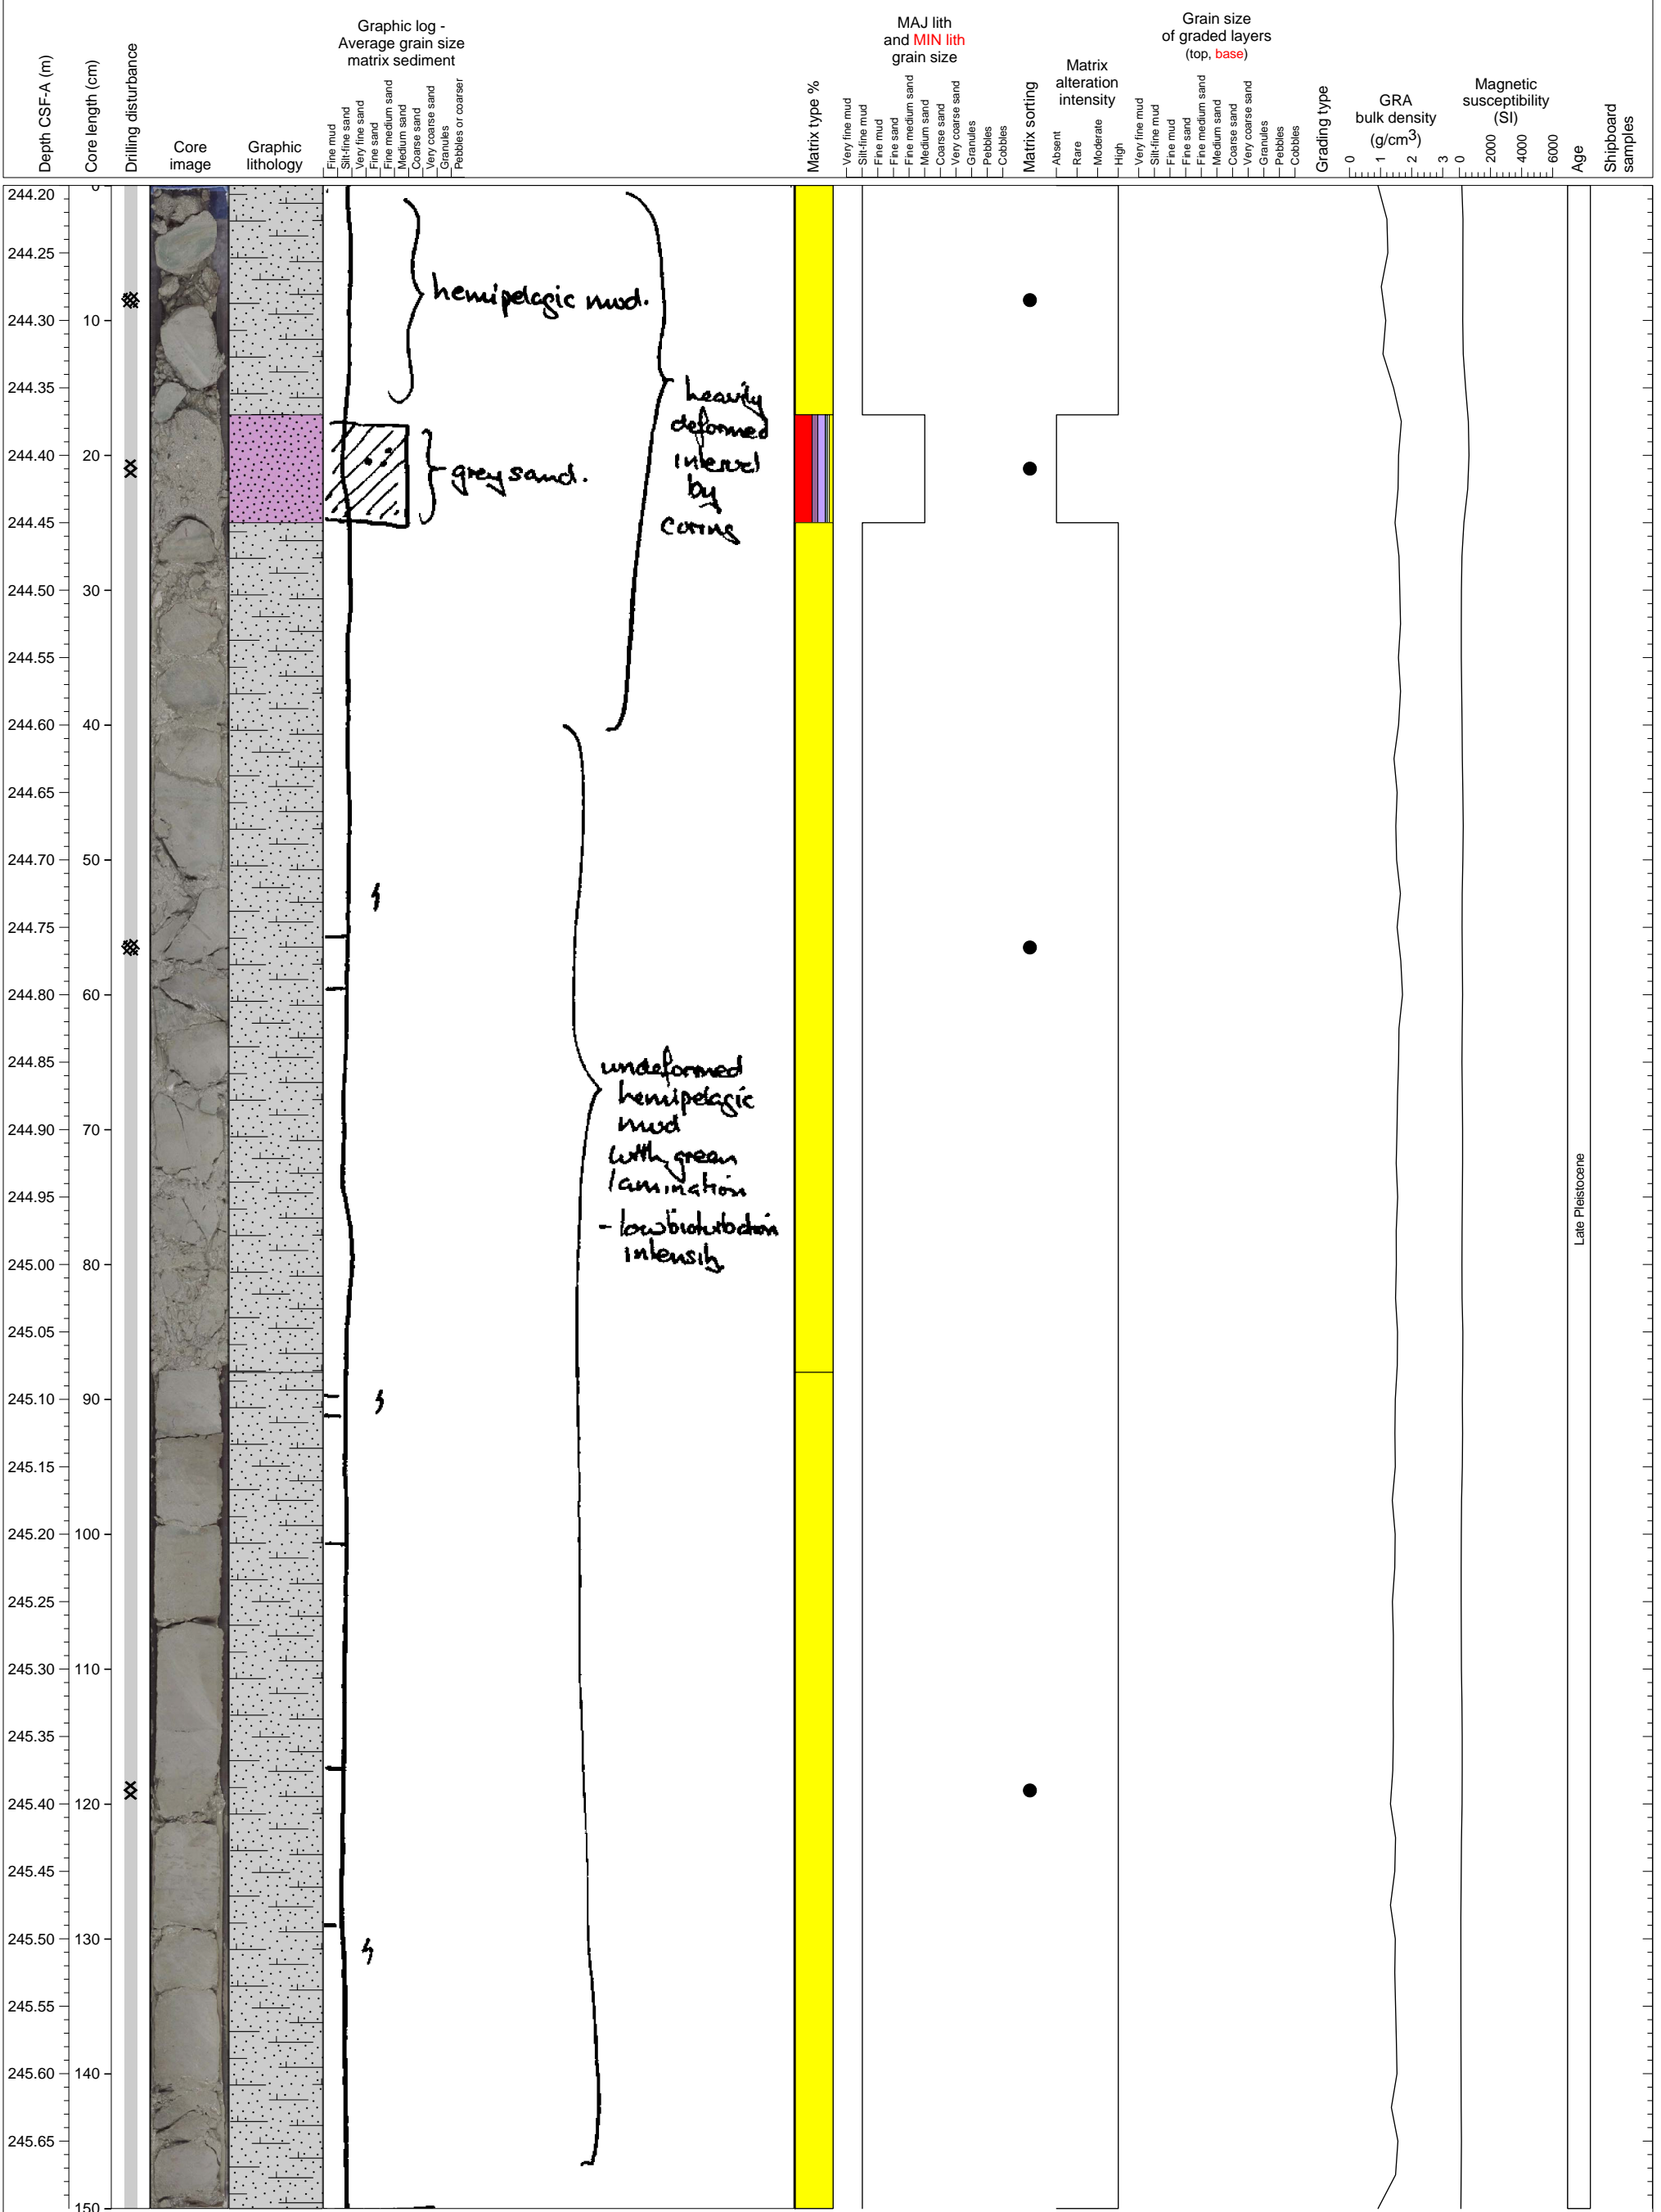 Depth CSF-A (m)
Core length (cm)
Drilling disturbance
Core
image
Graphic
lithology
Graphic log -
Average grain size
matrix sediment
Fine mud
Silt-fine sand
Very fine sand
Fine sand
Fine medium sand
Medium sand
Coarse sand
Very coarse sand
Granules
Pebbles or coarser
Matrix type %
MAJ lith
and MIN lith
grain size
Very fine mud
Silt-fine mud
Fine mud
Fine sand
Fine medium sand
Medium sand
Coarse sand
Very coarse sand
Granules
Pebbles
Cobbles
Matrix sorting
Matrix
alteration
intensity
Absent
Rare
Moderate
High
Grain size
of graded layers
(top, base)
Very fine mud
Silt-fine mud
Fine mud
Fine sand
Fine medium sand
Medium sand
Coarse sand
Very coarse sand
Granules
Pebbles
Cobbles
Grading type
GRA
bulk density
(g/cm3)
0
1
2
3
Magnetic
susceptibility
(SI)
0
2000
4000
6000
Age
Shipboard
samples
244.20
244.25
244.30
244.35
244.40
244.45
244.50
244.55
244.60
244.65
244.70
244.75
244.80
244.85
244.90
244.95
245.00
245.05
245.10
245.15
245.20
245.25
245.30
245.35
245.40
245.45
245.50
245.55
245.60
245.65
0
10
20
30
40
50
60
70
80
90
100
110
120
130
140
150
hemipelagic mud.
grey sand.
heavily
deformed
interval
by
coring
undeformed
hemipelagic
mud
with green
lamination
- low bioturbation
intensity
Late Pleistocene